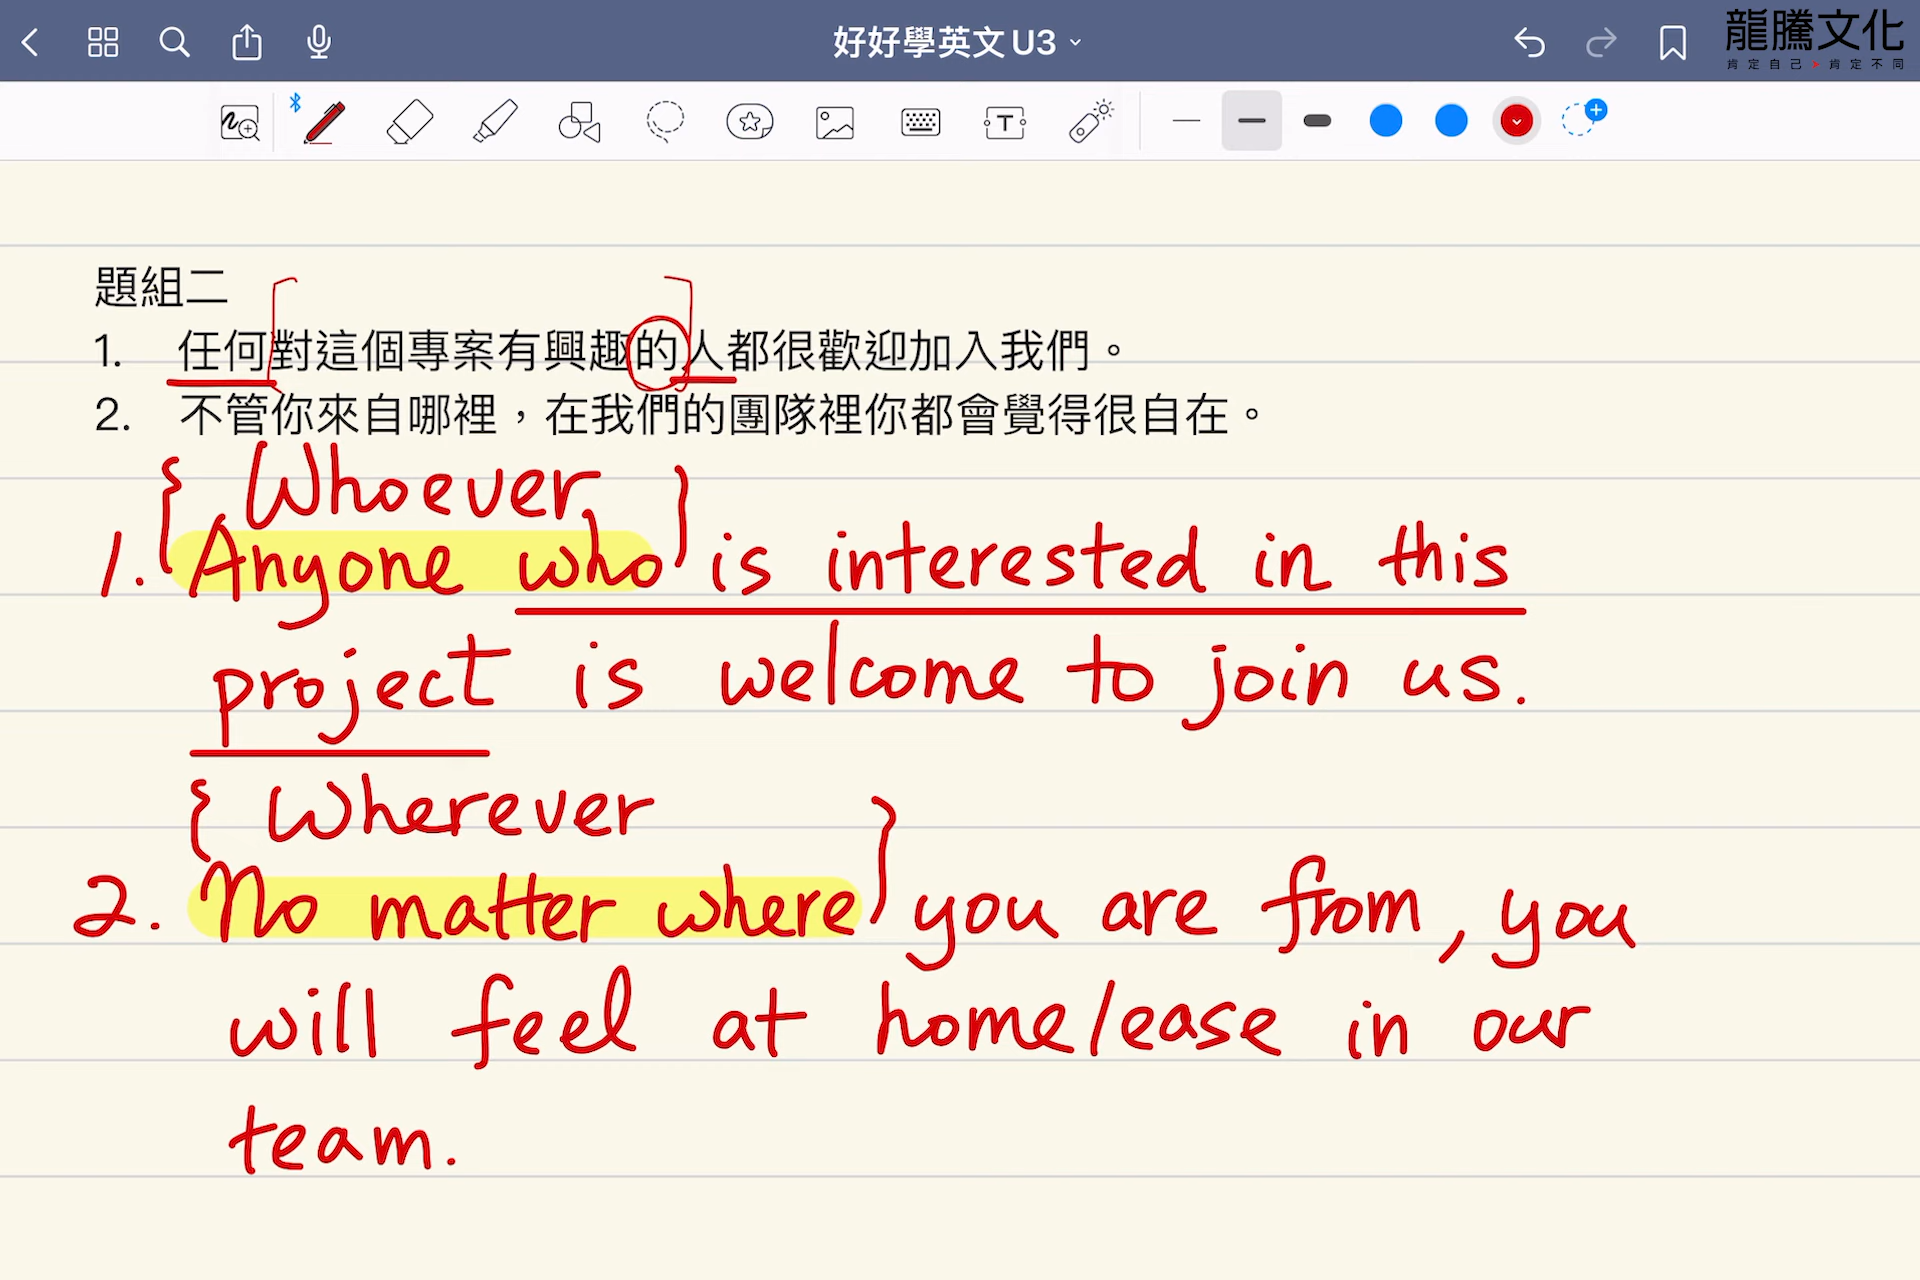 好好學英文 U3
龍騰文化
肯定自己 肯定不同
T
題組二
1. 任何對這個專案有興趣的人都很歡迎加入我們。
2. 不管你來自哪裡，在我們的團隊裡你都會覺得很自在。
{ Whoever }
1. Anyone who is interested in this
project is welcome to join us.
{ Wherever }
2. No matter where you are from, you
will feel at home/ease in our
team.